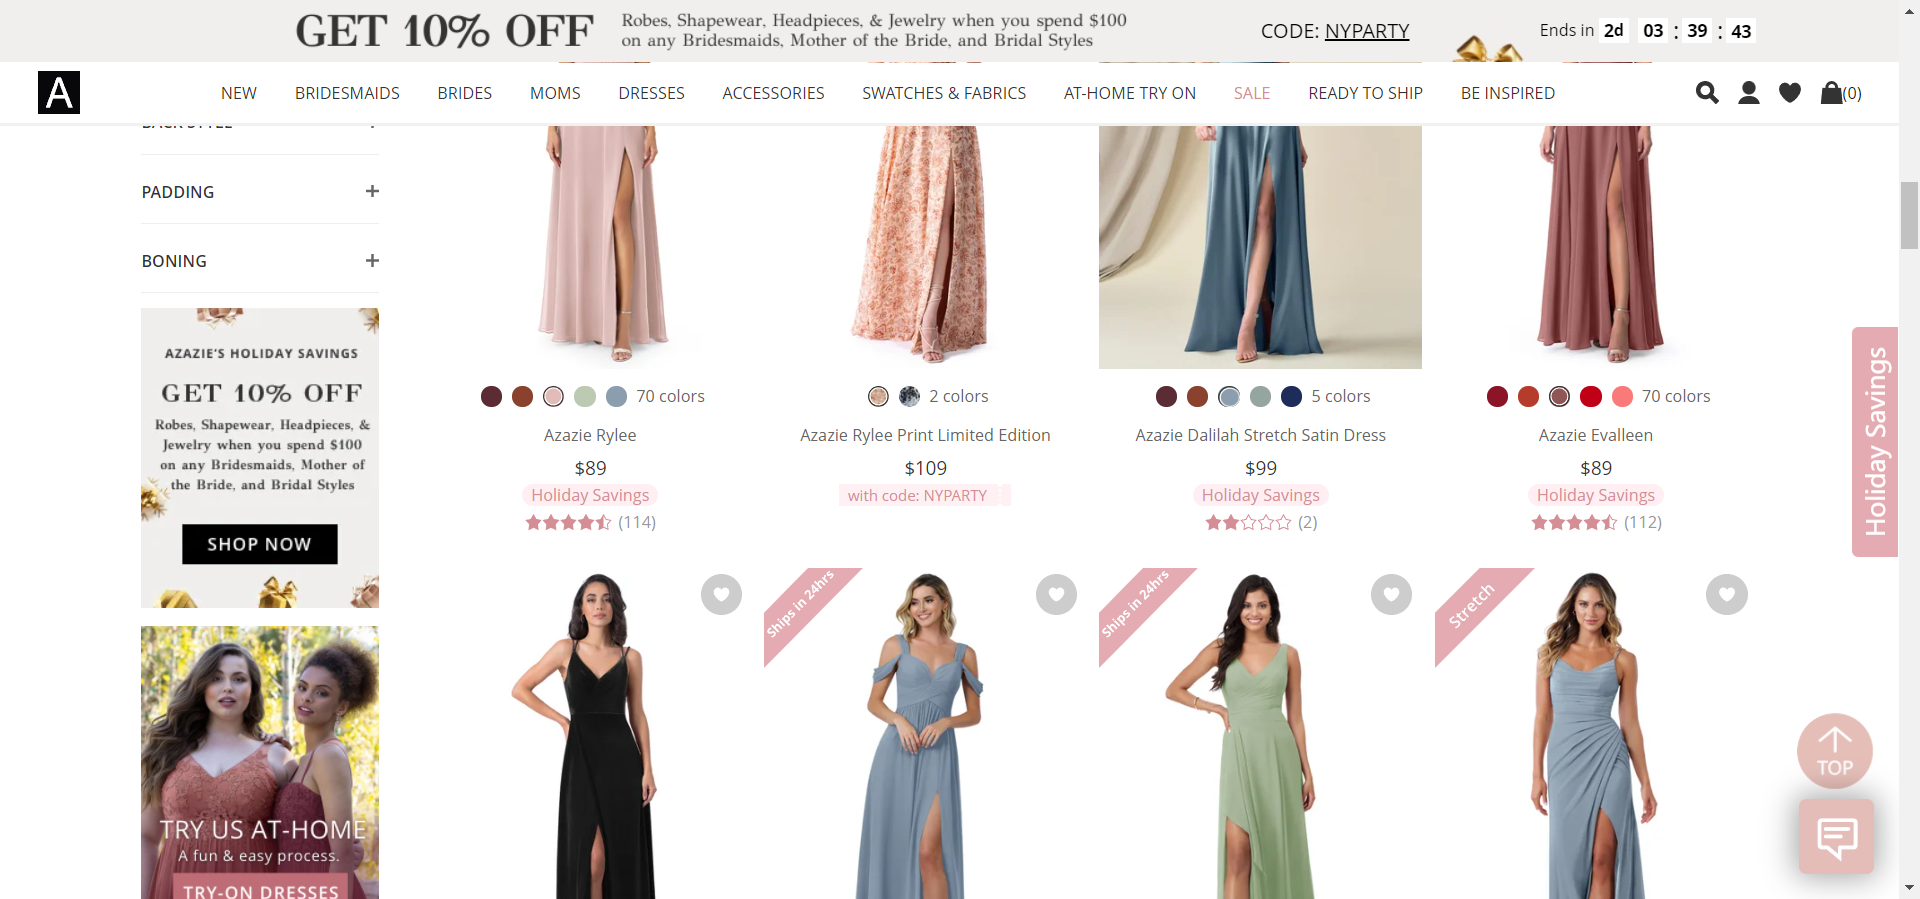 GET 10% OFF
Robes, Shapewear, Headpieces, & Jewelry when you spend $100
on any Bridesmaids, Mother of the Bride, and Bridal Styles
CODE: NYPARTY
Ends in 2d 03 : 39 : 43
A
NEW BRIDESMAIDS BRIDES MOMS DRESSES ACCESSORIES SWATCHES & FABRICS AT-HOME TRY ON SALE READY TO SHIP BE INSPIRED
(0)
BACK STYLE
PADDING +
BONING +
AZAZIE'S HOLIDAY SAVINGS
GET 10% OFF
Robes, Shapewear, Headpieces, &
Jewelry when you spend $100
on any Bridesmaids, Mother of
the Bride, and Bridal Styles
SHOP NOW
TRY US AT-HOME
A fun & easy process.
TRY-ON DRESSES
70 colors
Azazie Rylee
$89
Holiday Savings
(114)
2 colors
Azazie Rylee Print Limited Edition
$109
with code: NYPARTY
5 colors
Azazie Dalilah Stretch Satin Dress
$99
Holiday Savings
(2)
70 colors
Azazie Evalleen
$89
Holiday Savings
(112)
Ships in 24hrs
Ships in 24hrs
Stretch
Holiday Savings
TOP